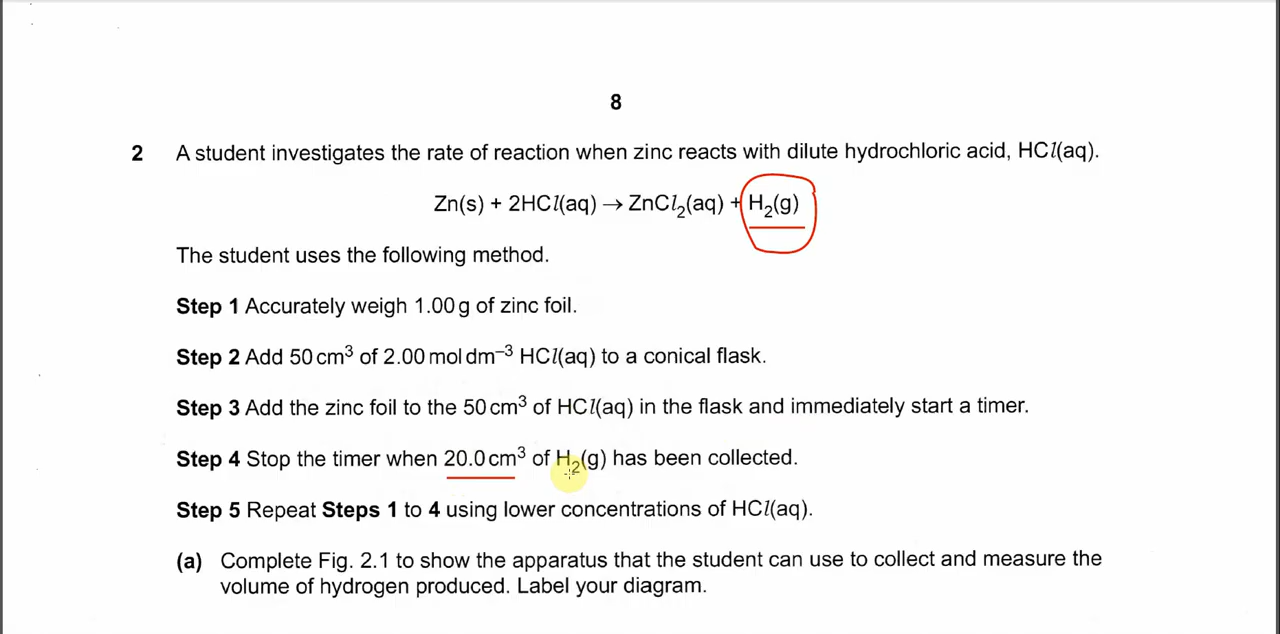 8
2 A student investigates the rate of reaction when zinc reacts with dilute hydrochloric acid, HCl(aq).
Zn(s) + 2HCl(aq) → ZnCl₂(aq) + H₂(g)
The student uses the following method.
Step 1 Accurately weigh 1.00 g of zinc foil.
Step 2 Add 50 cm³ of 2.00 mol dm⁻³ HCl(aq) to a conical flask.
Step 3 Add the zinc foil to the 50 cm³ of HCl(aq) in the flask and immediately start a timer.
Step 4 Stop the timer when 20.0 cm³ of H₂(g) has been collected.
Step 5 Repeat Steps 1 to 4 using lower concentrations of HCl(aq).
(a) Complete Fig. 2.1 to show the apparatus that the student can use to collect and measure the
volume of hydrogen produced. Label your diagram.